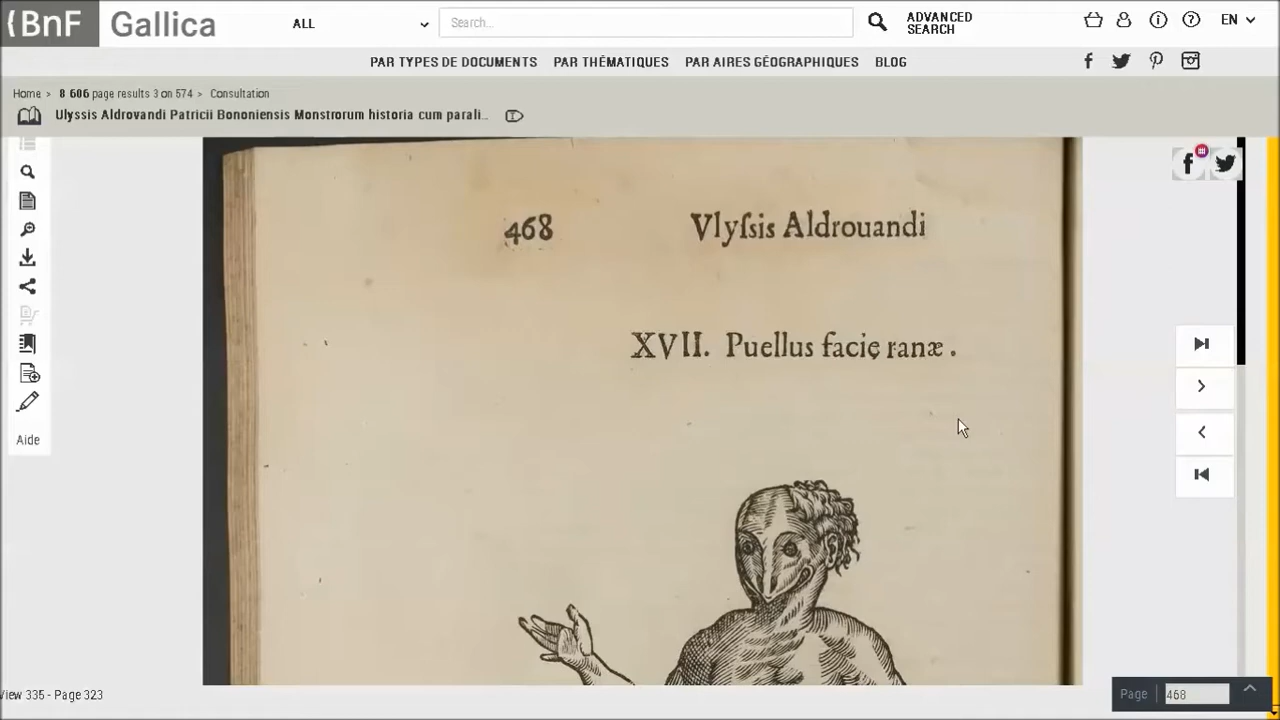 BnF Gallica
ALL
Search...
ADVANCED
SEARCH
EN
PAR TYPES DE DOCUMENTS PAR THÉMATIQUES PAR AIRES GÉOGRAPHIQUES BLOG
Home > 8 606 page results 3 on 574 > Consultation
Ulyssis Aldrovandi Patricii Bononiensis Monstrorum historia cum parali..
468 Vlyſsis Aldrouandi
XVII. Puellus facię ranæ .
Aide
View 335 - Page 323
Page 468